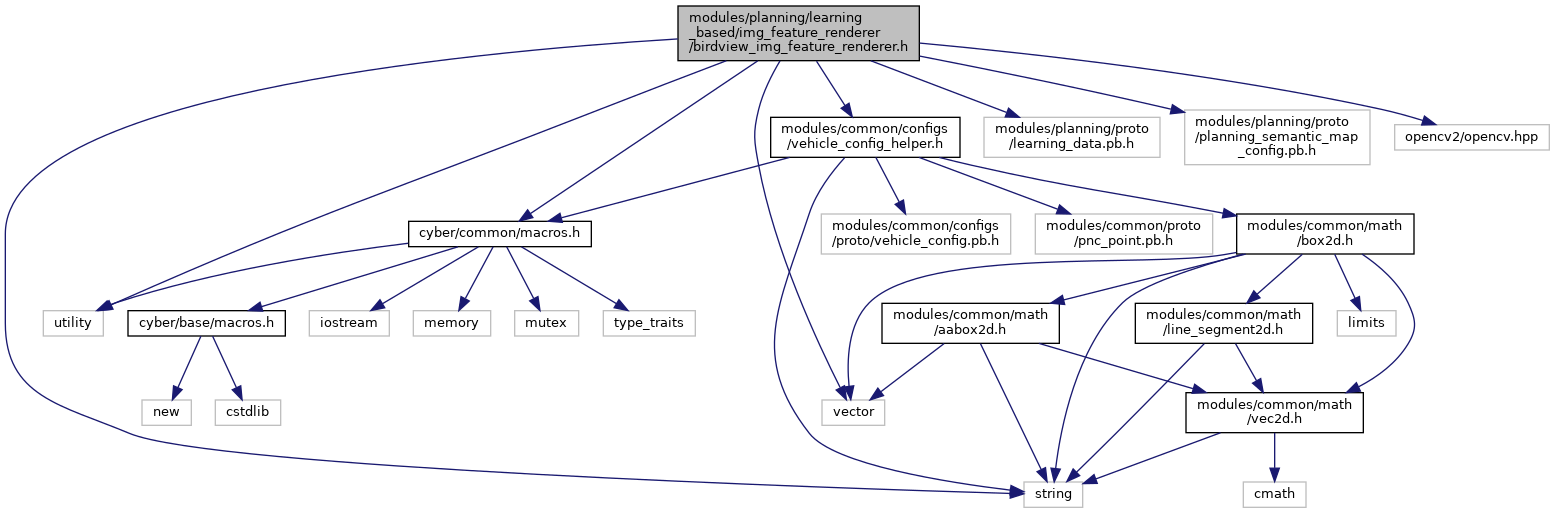 modules/planning/learning
_based/img_feature_renderer
/birdview_img_feature_renderer.h
modules/common/configs
/vehicle_config_helper.h
modules/planning/proto
/learning_data.pb.h
modules/planning/proto
/planning_semantic_map
_config.pb.h
opencv2/opencv.hpp
cyber/common/macros.h
modules/common/configs
/proto/vehicle_config.pb.h
modules/common/proto
/pnc_point.pb.h
modules/common/math
/box2d.h
utility
cyber/base/macros.h
iostream
memory
mutex
type_traits
modules/common/math
/aabox2d.h
modules/common/math
/line_segment2d.h
limits
new
cstdlib
vector
modules/common/math
/vec2d.h
string
cmath